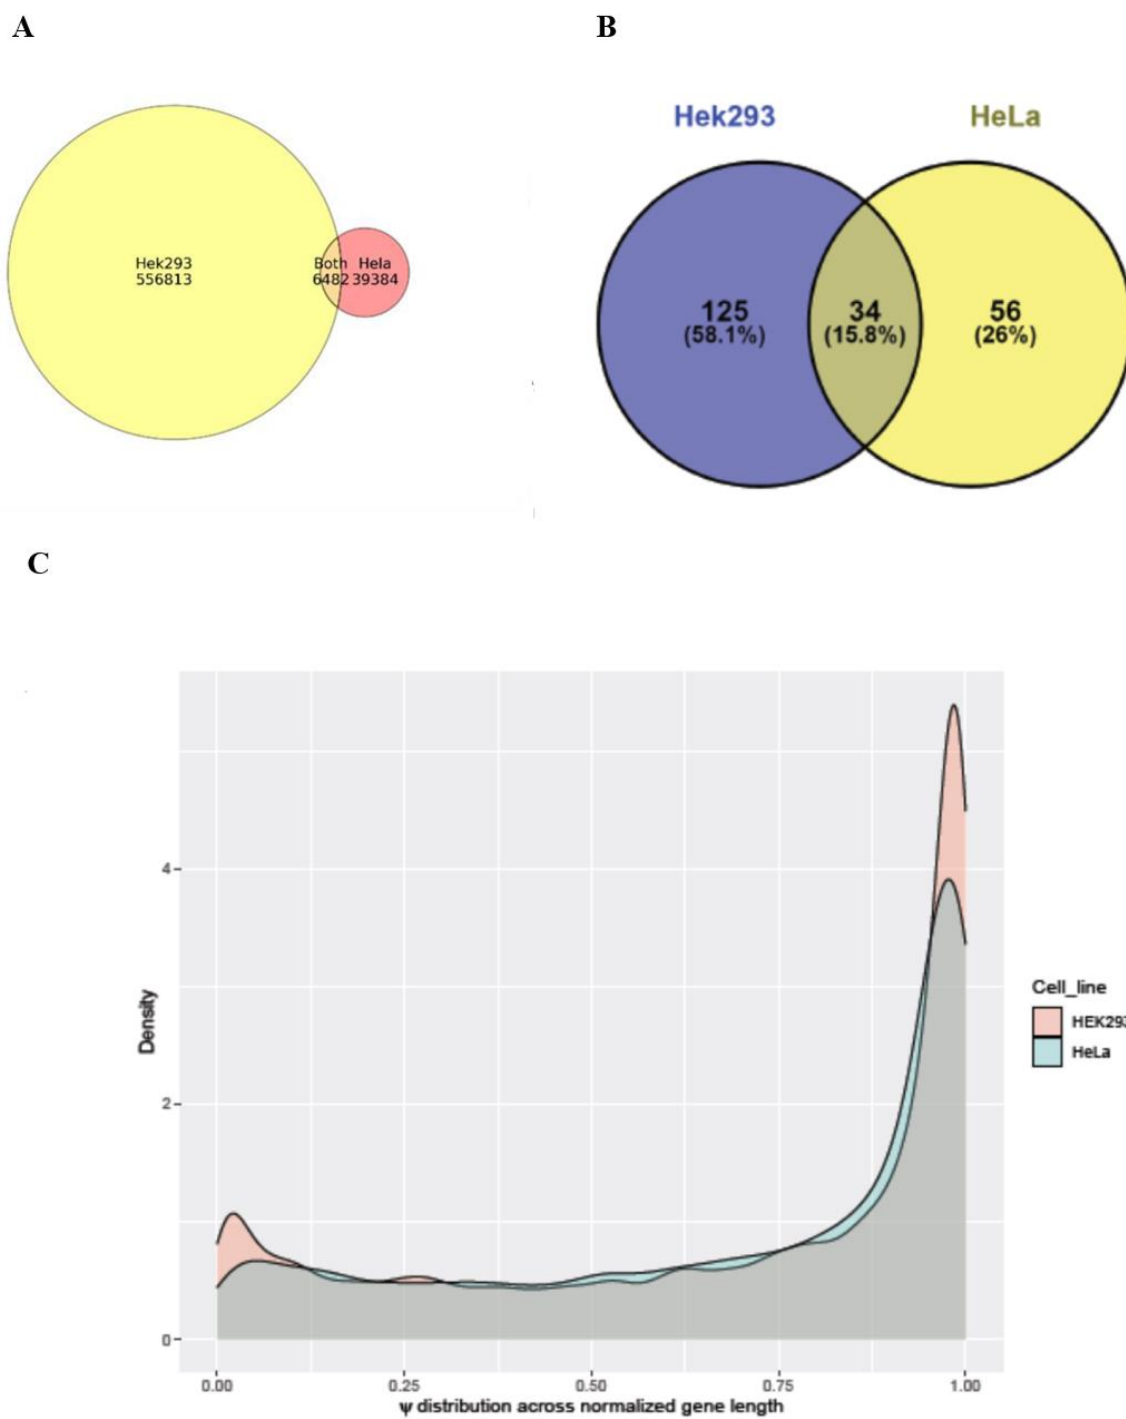 A
B
Hek293
556813
Both
6482
Hela
39384
Hek293
HeLa
125
(58.1%)
34
(15.8%)
56
(26%)
C
Density
4
2
0
0.00
0.25
0.50
0.75
1.00
ψ distribution across normalized gene length
Cell_line
HEK293
HeLa